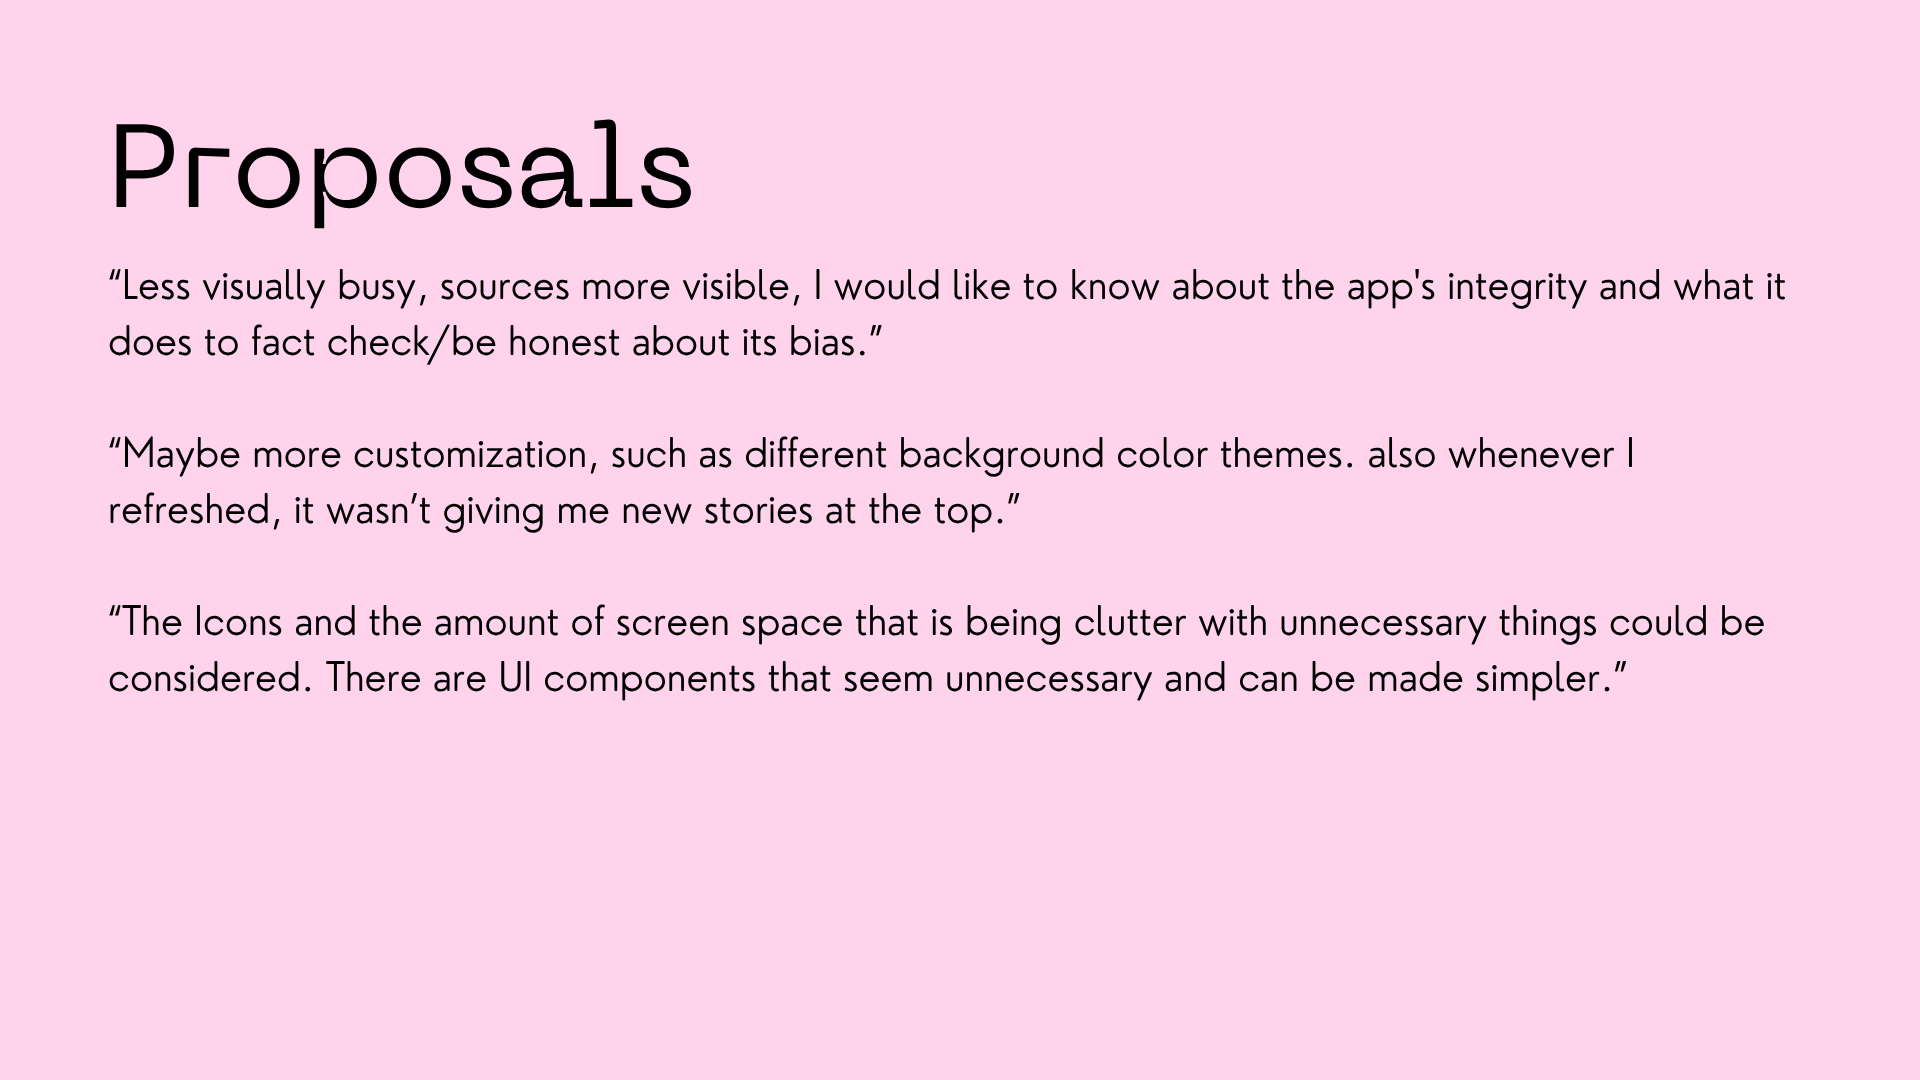 Proposals
“Less visually busy, sources more visible, I would like to know about the app's integrity and what it
does to fact check/be honest about its bias.”
“Maybe more customization, such as different background color themes. also whenever I
refreshed, it wasn’t giving me new stories at the top.”
“The Icons and the amount of screen space that is being clutter with unnecessary things could be
considered. There are UI components that seem unnecessary and can be made simpler.”